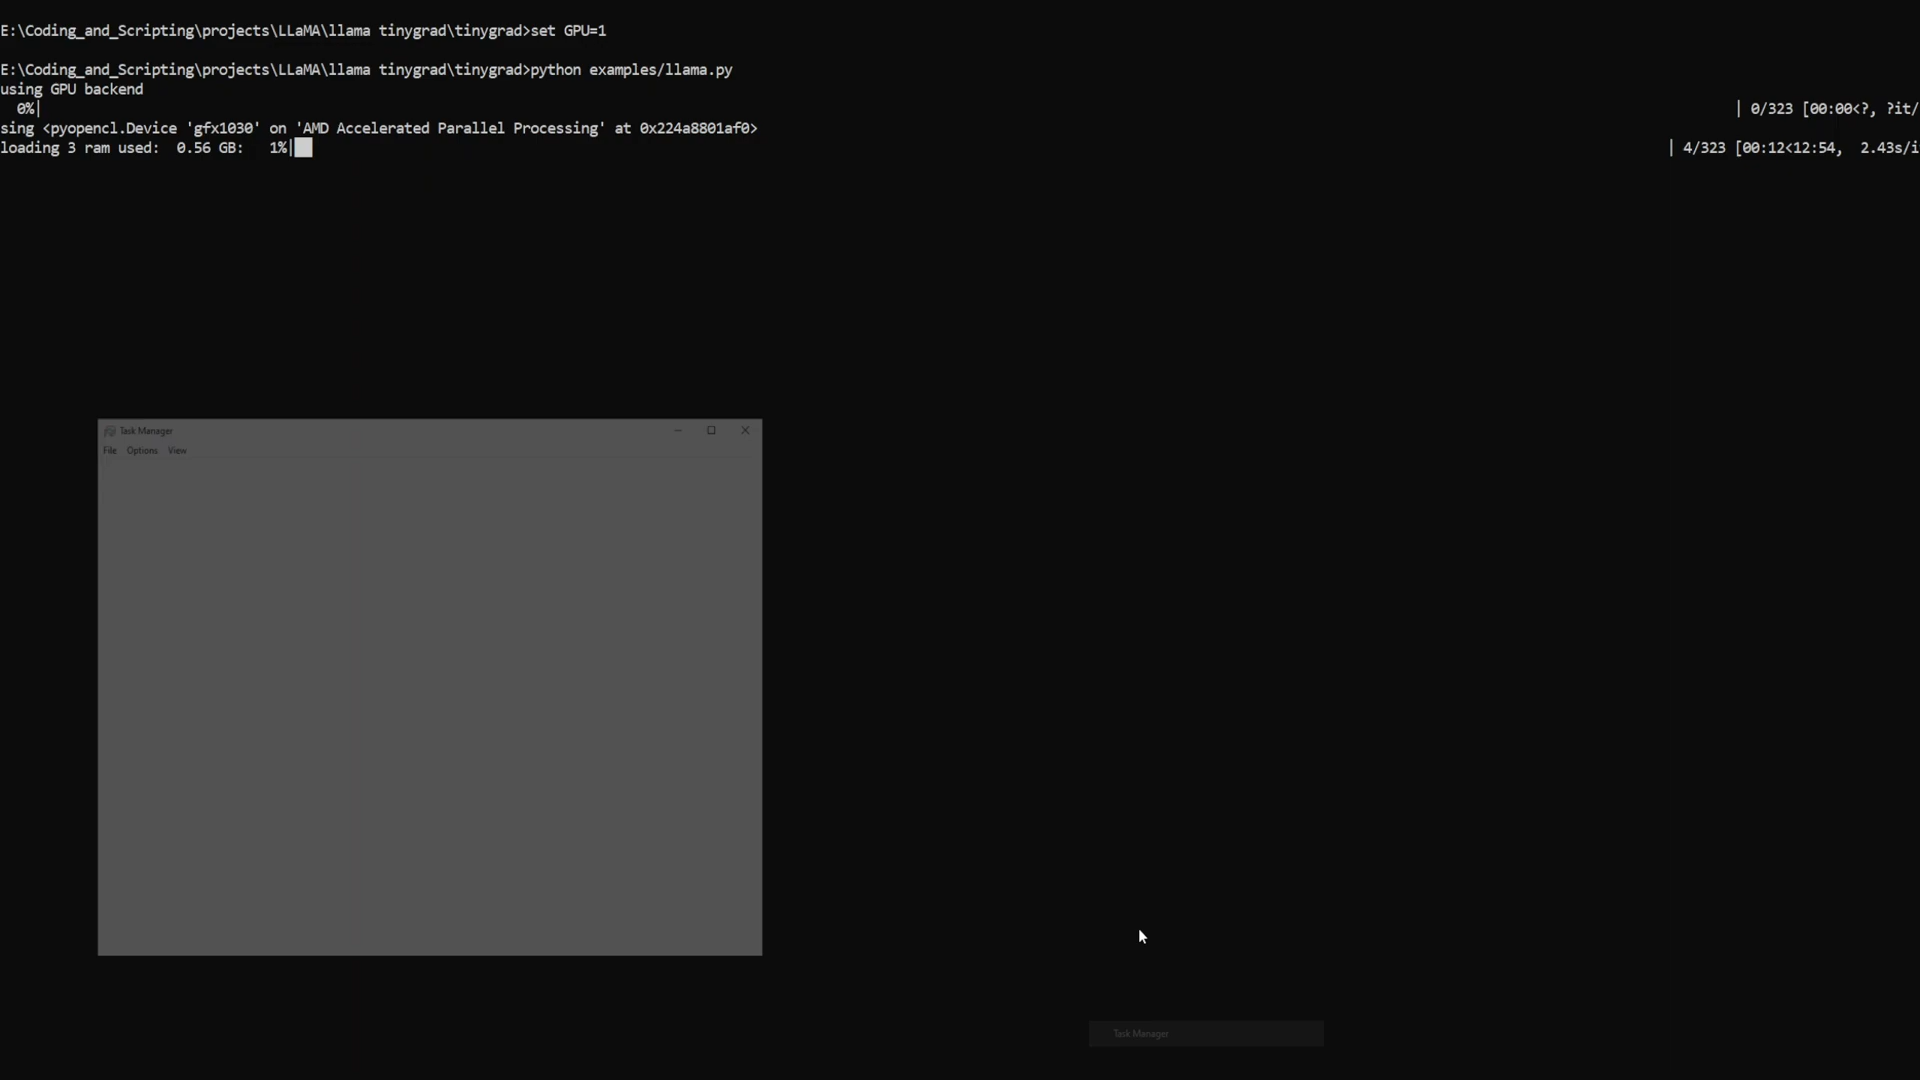 E:\Coding_and_Scripting\projects\LLaMA\llama tinygrad\tinygrad>set GPU=1
E:\Coding_and_Scripting\projects\LLaMA\llama tinygrad\tinygrad>python examples/llama.py
using GPU backend
0%| | 0/323 [00:00<?, ?it/
sing <pyopencl.Device 'gfx1030' on 'AMD Accelerated Parallel Processing' at 0x224a8801af0>
loading 3 ram used: 0.56 GB: 1%| | 4/323 [00:12<12:54, 2.43s/i
Task Manager
File Options View
Task Manager